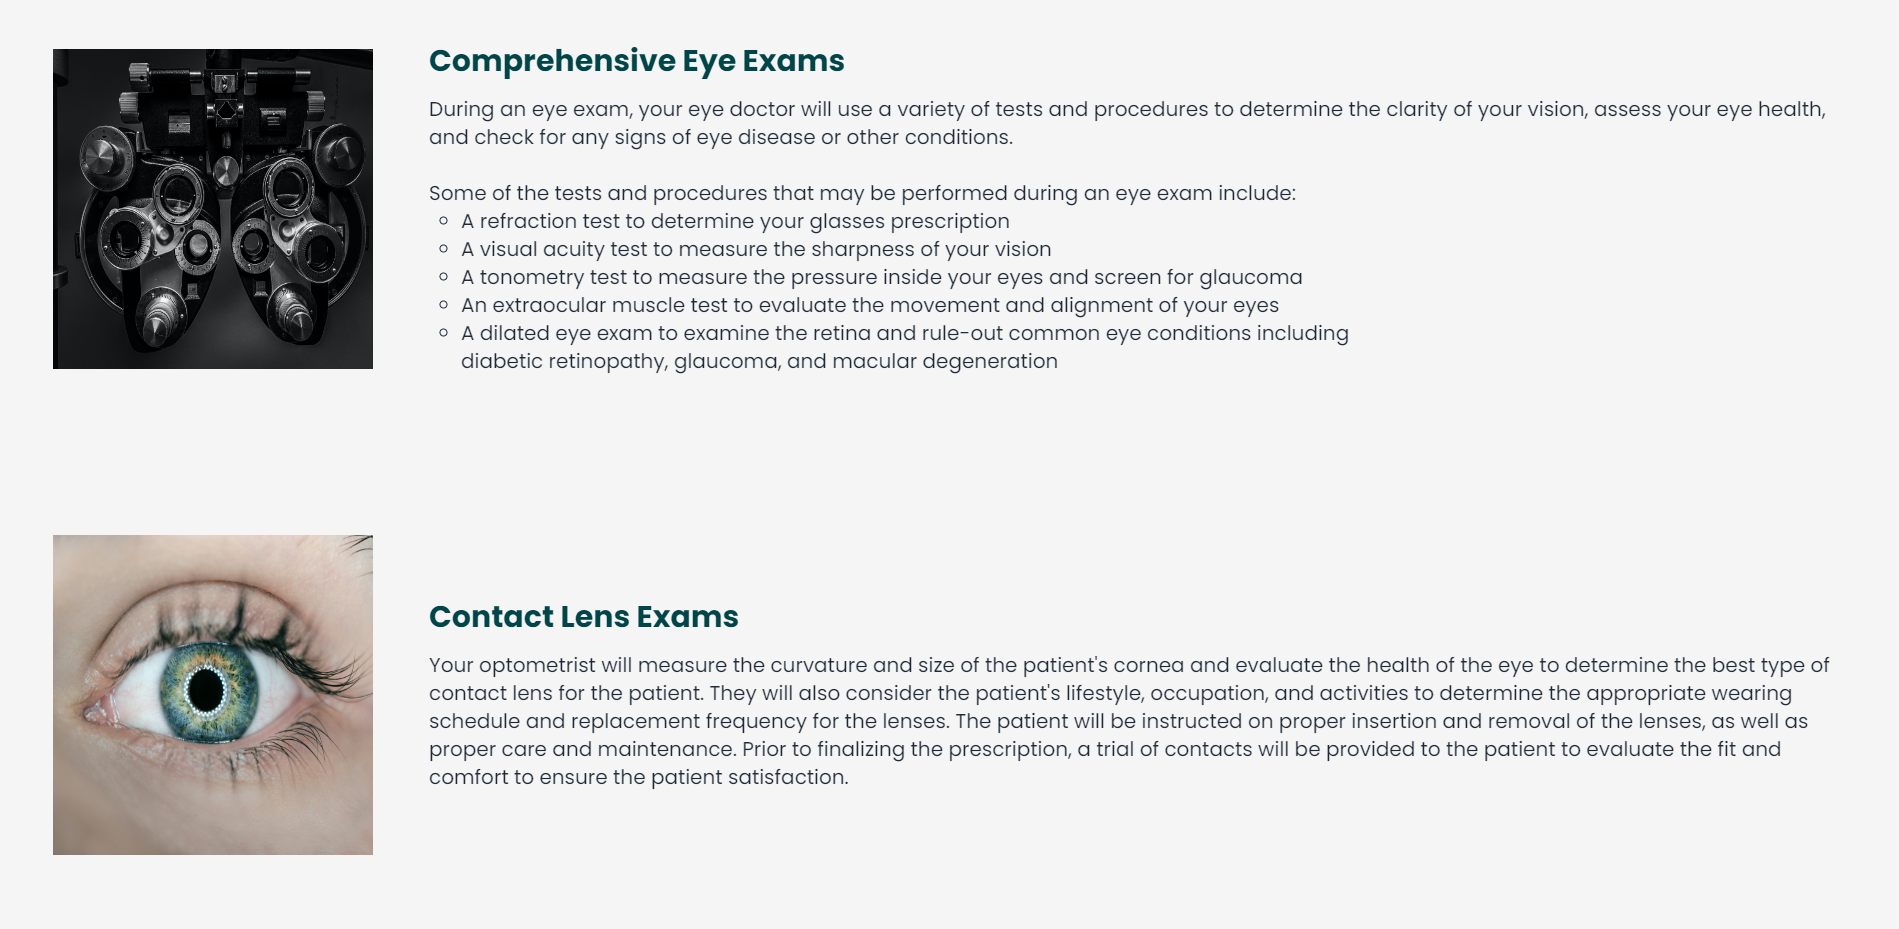 Comprehensive Eye Exams
During an eye exam, your eye doctor will use a variety of tests and procedures to determine the clarity of your vision, assess your eye health,
and check for any signs of eye disease or other conditions.
Some of the tests and procedures that may be performed during an eye exam include:
A refraction test to determine your glasses prescription
A visual acuity test to measure the sharpness of your vision
A tonometry test to measure the pressure inside your eyes and screen for glaucoma
An extraocular muscle test to evaluate the movement and alignment of your eyes
A dilated eye exam to examine the retina and rule-out common eye conditions including
diabetic retinopathy, glaucoma, and macular degeneration
Contact Lens Exams
Your optometrist will measure the curvature and size of the patient's cornea and evaluate the health of the eye to determine the best type of
contact lens for the patient. They will also consider the patient's lifestyle, occupation, and activities to determine the appropriate wearing
schedule and replacement frequency for the lenses. The patient will be instructed on proper insertion and removal of the lenses, as well as
proper care and maintenance. Prior to finalizing the prescription, a trial of contacts will be provided to the patient to evaluate the fit and
comfort to ensure the patient satisfaction.